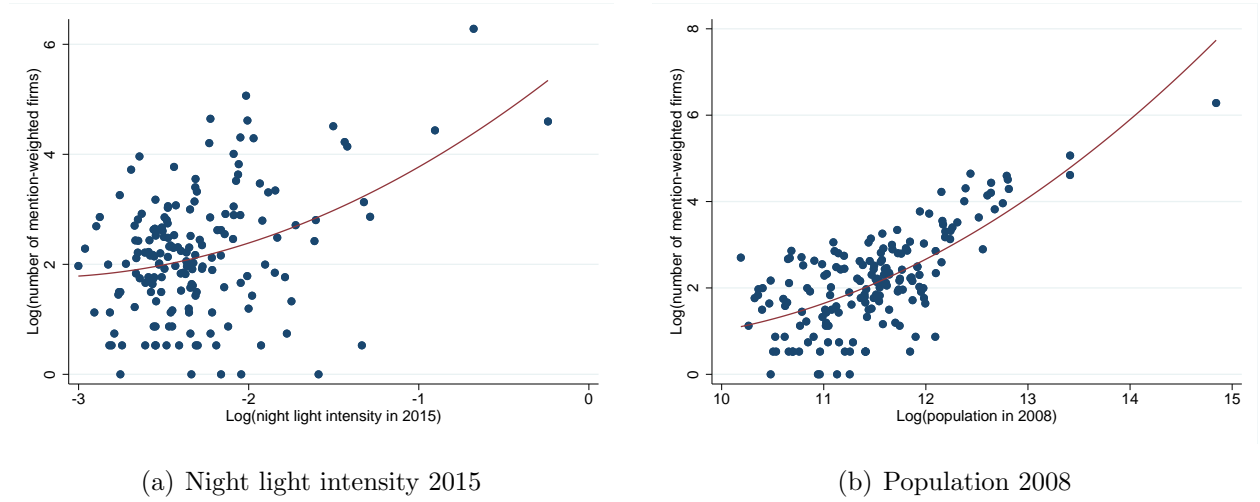 Log(number of mention-weighted firms)
6
4
2
0
-3 -2 -1 0
Log(night light intensity in 2015)
(a) Night light intensity 2015
Log(number of mention-weighted firms)
8
6
4
2
0
10 11 12 13 14 15
Log(population in 2008)
(b) Population 2008